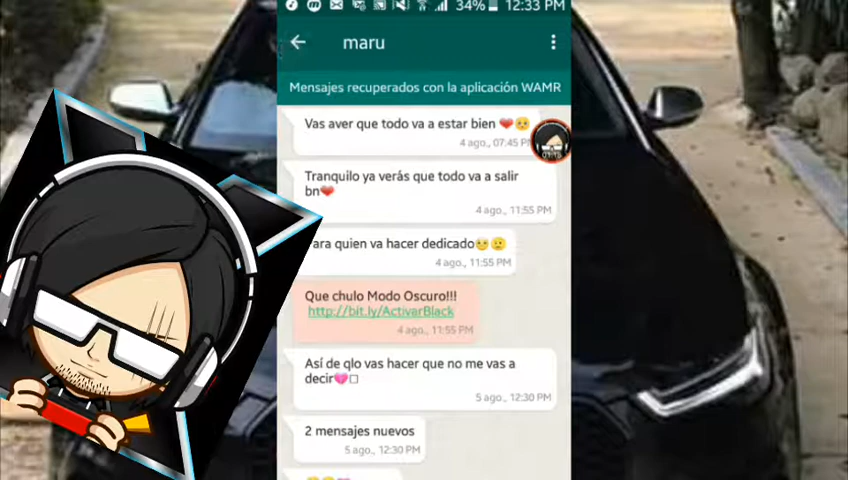 34% 12:33 PM
maru
Mensajes recuperados con la aplicación WAMR
Vas aver que todo va a estar bien ❤️🥺
4 ago., 07:45 PM
01:15
Tranquilo ya verás que todo va a salir
bn❤️
4 ago., 11:55 PM
ara quien va hacer dedicado🥺🙁
4 ago., 11:55 PM
Que chulo Modo Oscuro!!!
http://bit.ly/ActivarBlack
4 ago., 11:55 PM
Así de qlo vas hacer que no me vas a
decir💔□
5 ago., 12:30 PM
2 mensajes nuevos
5 ago., 12:30 PM